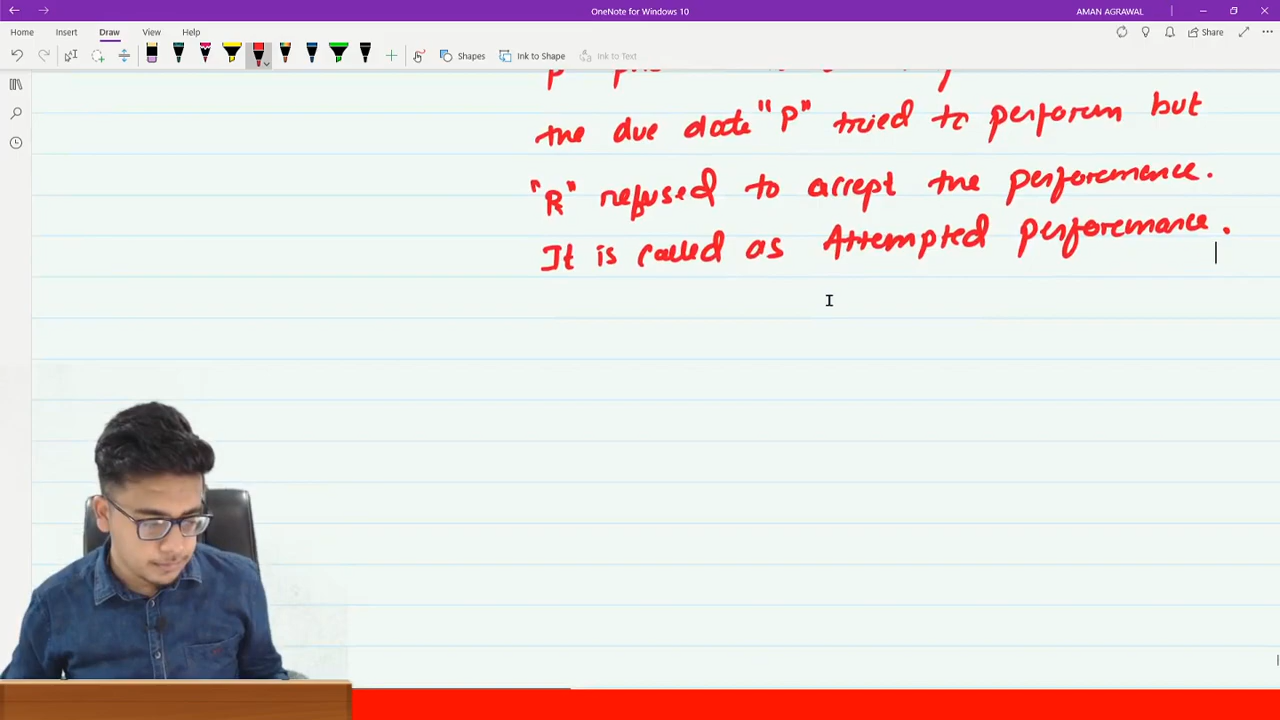 OneNote for Windows 10
AMAN AGRAWAL
Home
Insert
Draw
View
Help
Share
Shapes
Ink to Shape
Ink to Text
the due date "P" tried to perform but
"R" refused to accept the performance.
It is called as Attempted performance.